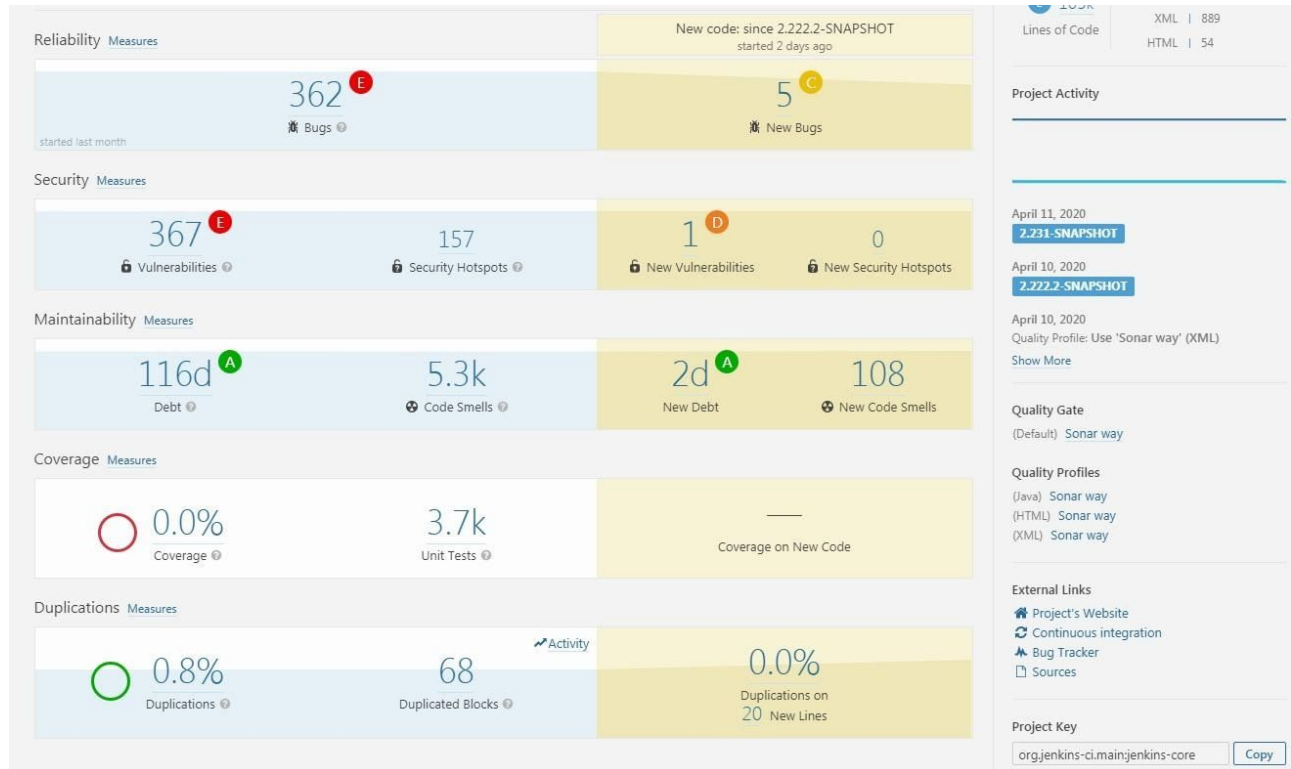 Reliability Measures
New code: since 2.222.2-SNAPSHOT
started 2 days ago
362 E
Bugs
started last month
5 C
New Bugs
Security Measures
367 E
Vulnerabilities
157
Security Hotspots
1 D
New Vulnerabilities
0
New Security Hotspots
Maintainability Measures
116d A
Debt
5.3k
Code Smells
2d A
New Debt
108
New Code Smells
Coverage Measures
0.0%
Coverage
3.7k
Unit Tests
—
Coverage on New Code
Duplications Measures
Activity
0.8%
Duplications
68
Duplicated Blocks
0.0%
Duplications on
20 New Lines
Lines of Code
XML | 889
HTML | 54
Project Activity
April 11, 2020
2.231-SNAPSHOT
April 10, 2020
2.222.2-SNAPSHOT
April 10, 2020
Quality Profile: Use 'Sonar way' (XML)
Show More
Quality Gate
(Default) Sonar way
Quality Profiles
(Java) Sonar way
(HTML) Sonar way
(XML) Sonar way
External Links
Project's Website
Continuous integration
Bug Tracker
Sources
Project Key
org.jenkins-ci.main:jenkins-core
Copy